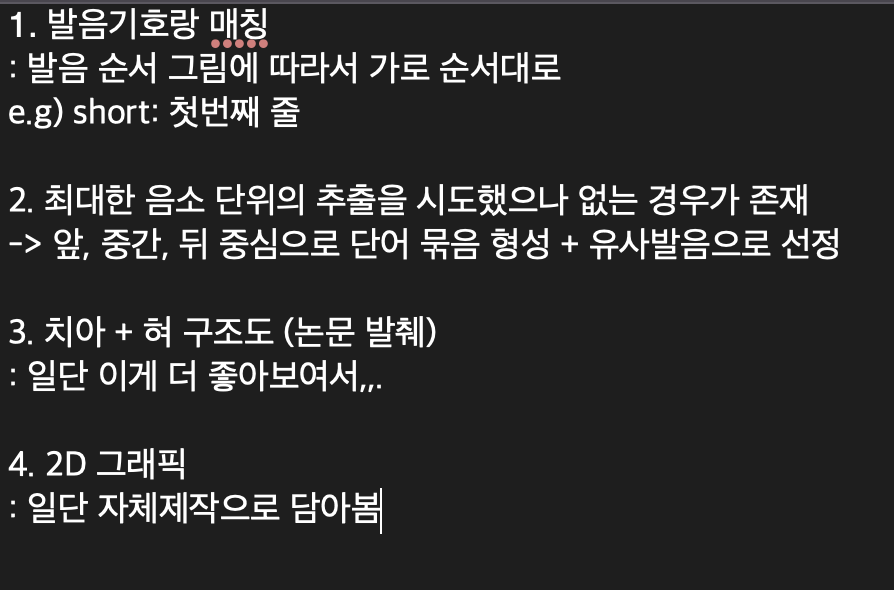 1. 발음기호랑 매칭
: 발음 순서 그림에 따라서 가로 순서대로
e.g) short: 첫번째 줄
2. 최대한 음소 단위의 추출을 시도했으나 없는 경우가 존재
-> 앞, 중간, 뒤 중심으로 단어 묶음 형성 + 유사발음으로 선정
3. 치아 + 혀 구조도 (논문 발췌)
: 일단 이게 더 좋아보여서,,.
4. 2D 그래픽
: 일단 자체제작으로 담아봄